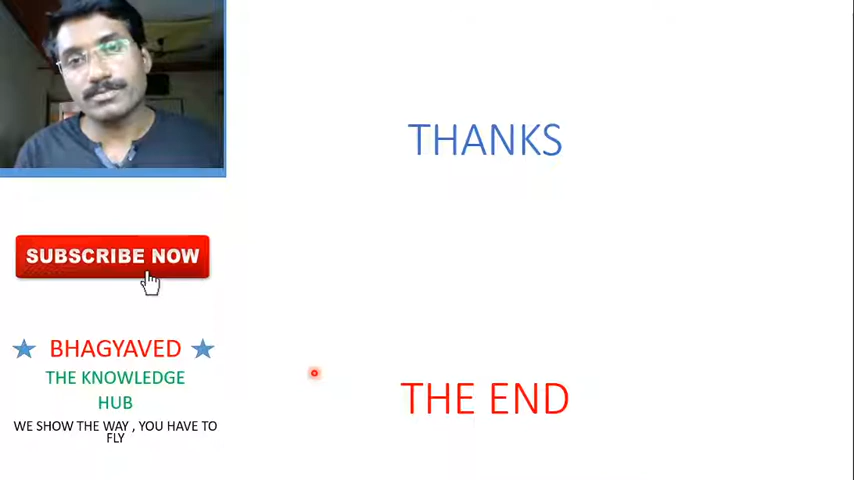 THANKS
SUBSCRIBE NOW
BHAGYAVED
THE KNOWLEDGE
HUB
WE SHOW THE WAY , YOU HAVE TO
FLY
THE END